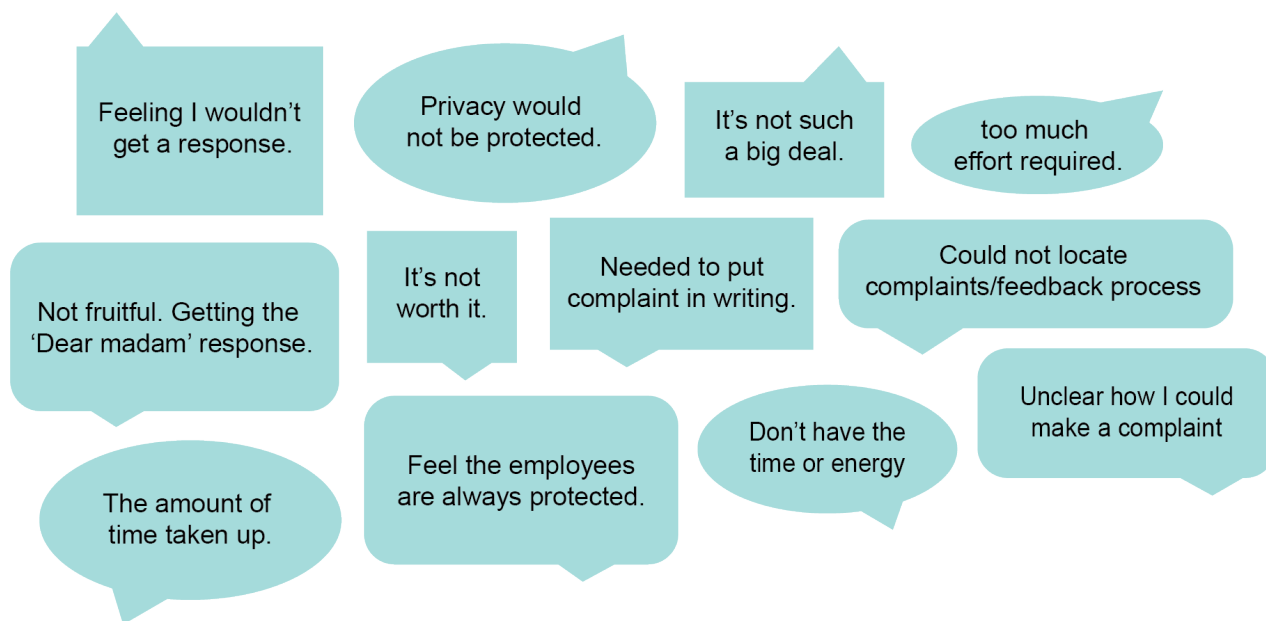 Feeling I wouldn’t
get a response.
Privacy would
not be protected.
It’s not such
a big deal.
too much
effort required.
Not fruitful. Getting the
‘Dear madam’ response.
It’s not
worth it.
Needed to put
complaint in writing.
Could not locate
complaints/feedback process
The amount of
time taken up.
Feel the employees
are always protected.
Don’t have the
time or energy
Unclear how I could
make a complaint